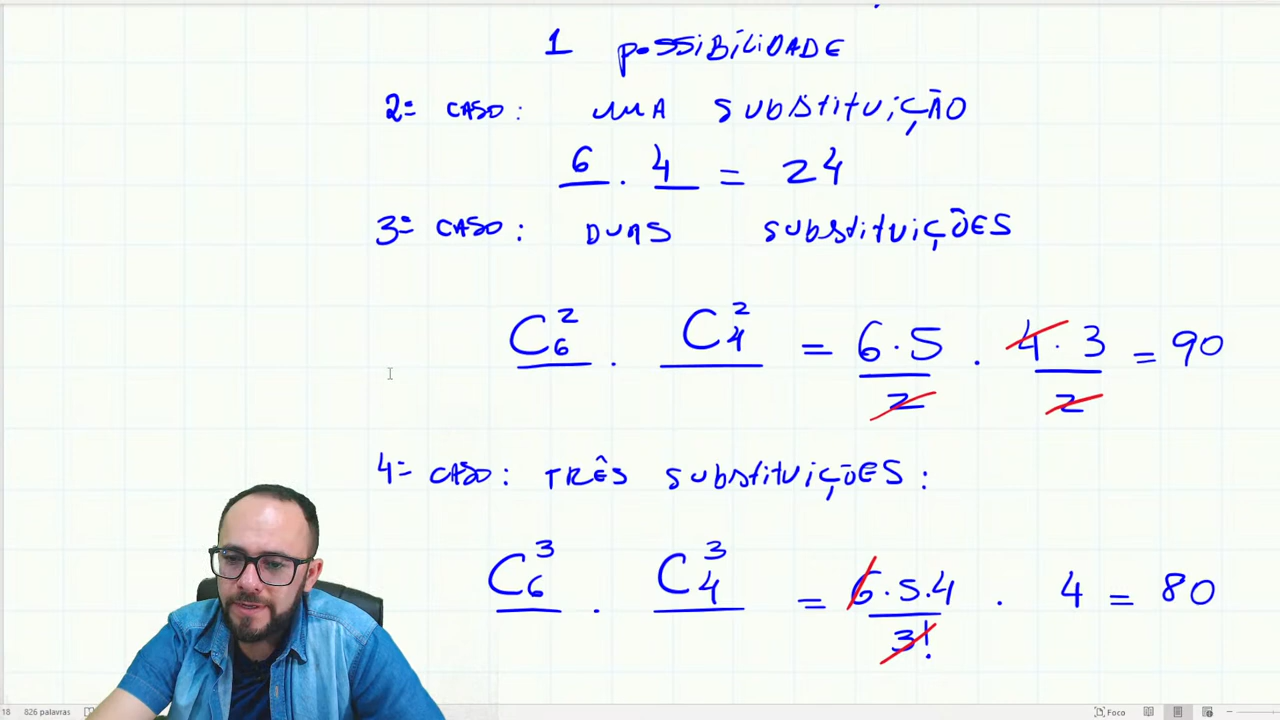 1 possibilidade
2º caso: uma substituição
6 . 4 = 24
3º caso: duas substituições
C₆² . C₄² = 6·5/2 . 4·3/2 = 90
4º caso: três substituições:
C₆³ . C₄³ = 6·5·4/3! . 4 = 80
18 826 palavras Foco